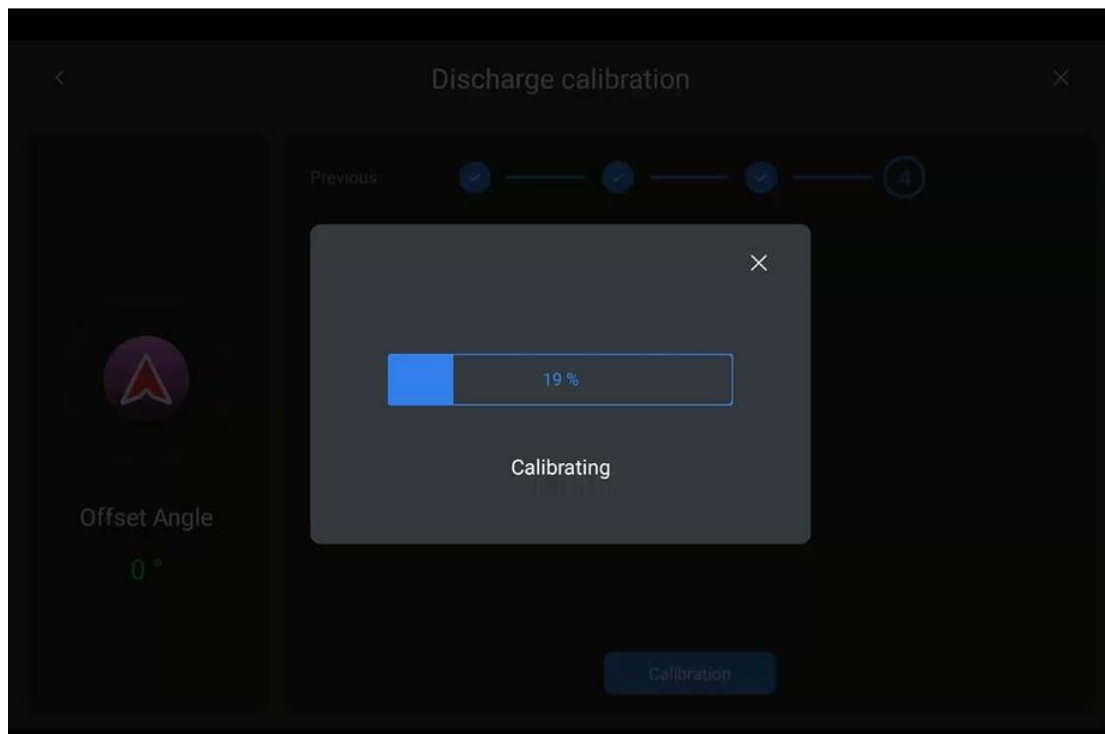 Discharge calibration
Previous
4
19 %
Calibrating
Offset Angle
0 °
Calibration